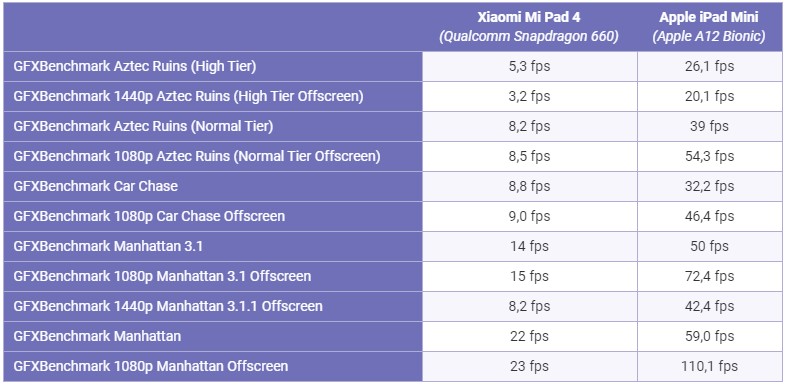 Xiaomi Mi Pad 4 Apple iPad Mini
(Qualcomm Snapdragon 660) (Apple A12 Bionic)
GFXBenchmark Aztec Ruins (High Tier) 5,3 fps 26,1 fps
GFXBenchmark 1440p Aztec Ruins (High Tier Offscreen) 3,2 fps 20,1 fps
GFXBenchmark Aztec Ruins (Normal Tier) 8,2 fps 39 fps
GFXBenchmark 1080p Aztec Ruins (Normal Tier Offscreen) 8,5 fps 54,3 fps
GFXBenchmark Car Chase 8,8 fps 32,2 fps
GFXBenchmark 1080p Car Chase Offscreen 9,0 fps 46,4 fps
GFXBenchmark Manhattan 3.1 14 fps 50 fps
GFXBenchmark 1080p Manhattan 3.1 Offscreen 15 fps 72,4 fps
GFXBenchmark 1440p Manhattan 3.1.1 Offscreen 8,2 fps 42,4 fps
GFXBenchmark Manhattan 22 fps 59,0 fps
GFXBenchmark 1080p Manhattan Offscreen 23 fps 110,1 fps